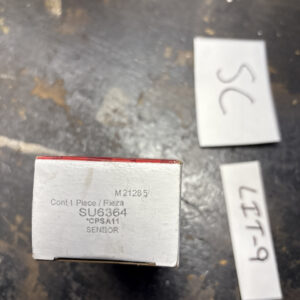 SC
M21285
Cont 1 Piece / Pieza
SU6364
*CPSA11
SENSOR
LIT-9